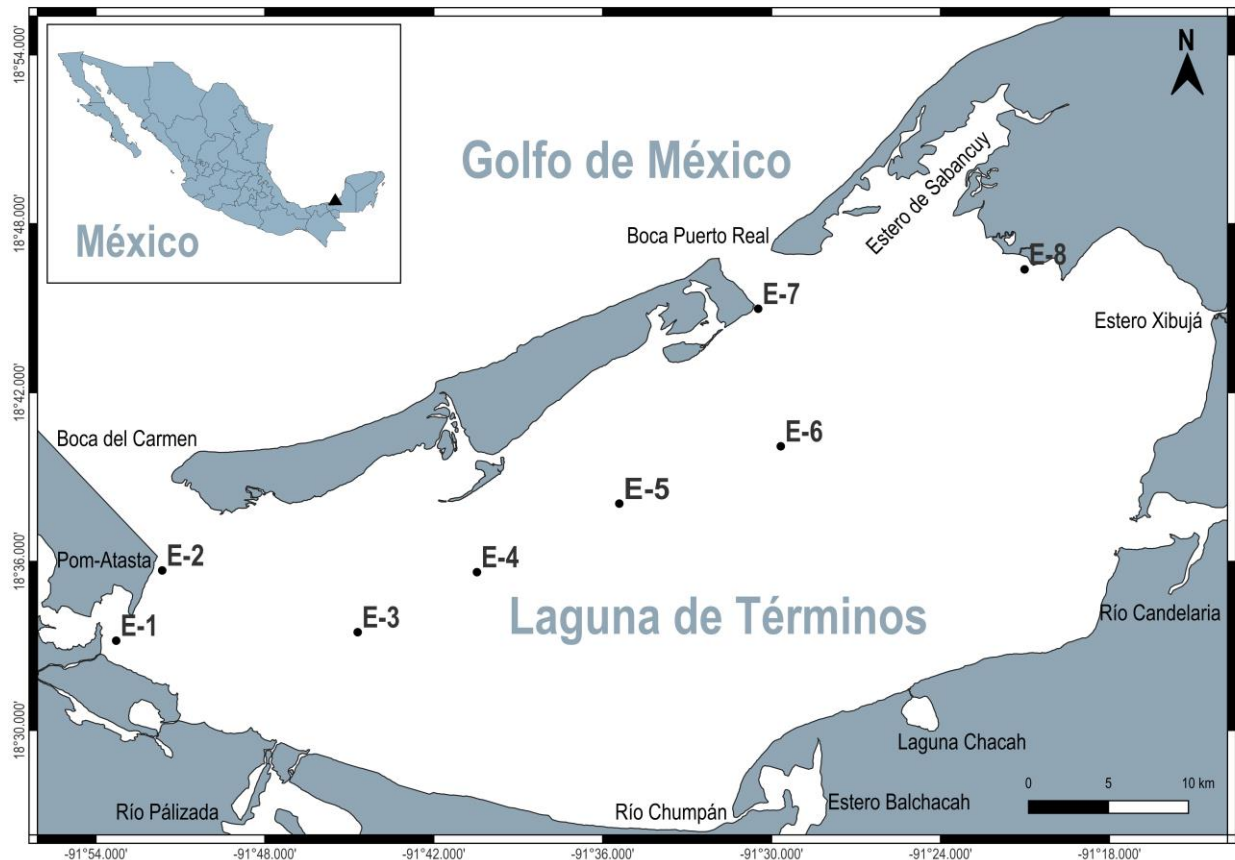 18°54.000'
18°48.000'
18°42.000'
18°36.000'
18°30.000'
N
México
Golfo de México
Estero de Sabancuy
Boca Puerto Real
E-8
E-7
Estero Xibujá
Boca del Carmen
E-6
E-5
Pom-Atasta
E-2
E-4
E-1
E-3
Laguna de Términos
Río Candelaria
Laguna Chacah
0 5 10 km
Río Pálizada
Río Chumpán
Estero Balchacah
-91°54.000' -91°48.000' -91°42.000' -91°36.000' -91°30.000' -91°24.000' -91°18.000'